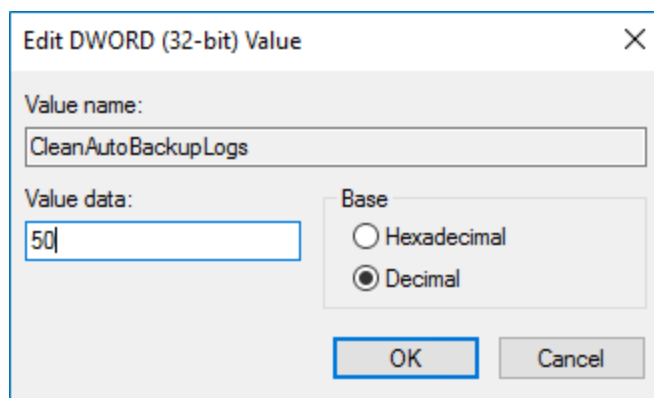 Edit DWORD (32-bit) Value
Value name:
CleanAutoBackupLogs
Value data:
50
Base
Hexadecimal
Decimal
OK
Cancel